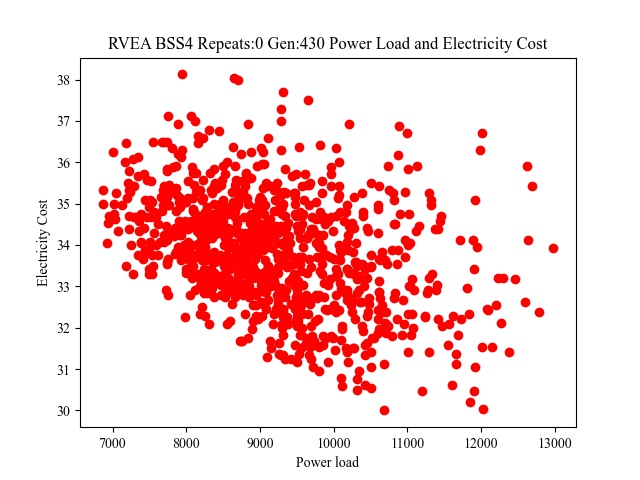 RVEA BSS4 Repeats:0 Gen:430 Power Load and Electricity Cost
38
37
36
35
34
33
32
31
30
Electricity Cost
7000 8000 9000 10000 11000 12000 13000
Power load